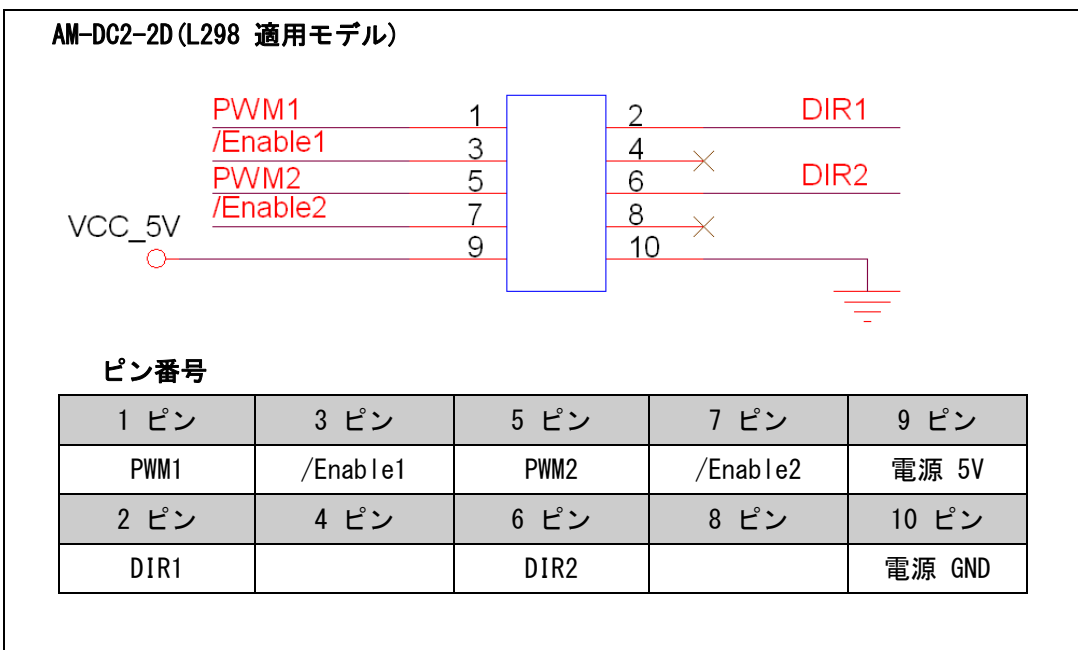 AM-DC2-2D(L298 適用モデル)
PWM1 1 2 DIR1
/Enable1 3 4
PWM2 5 6 DIR2
/Enable2 7 8
VCC_5V 9 10
ピン番号
1 ピン 3 ピン 5 ピン 7 ピン 9 ピン
PWM1 /Enable1 PWM2 /Enable2 電源 5V
2 ピン 4 ピン 6 ピン 8 ピン 10 ピン
DIR1 DIR2 電源 GND